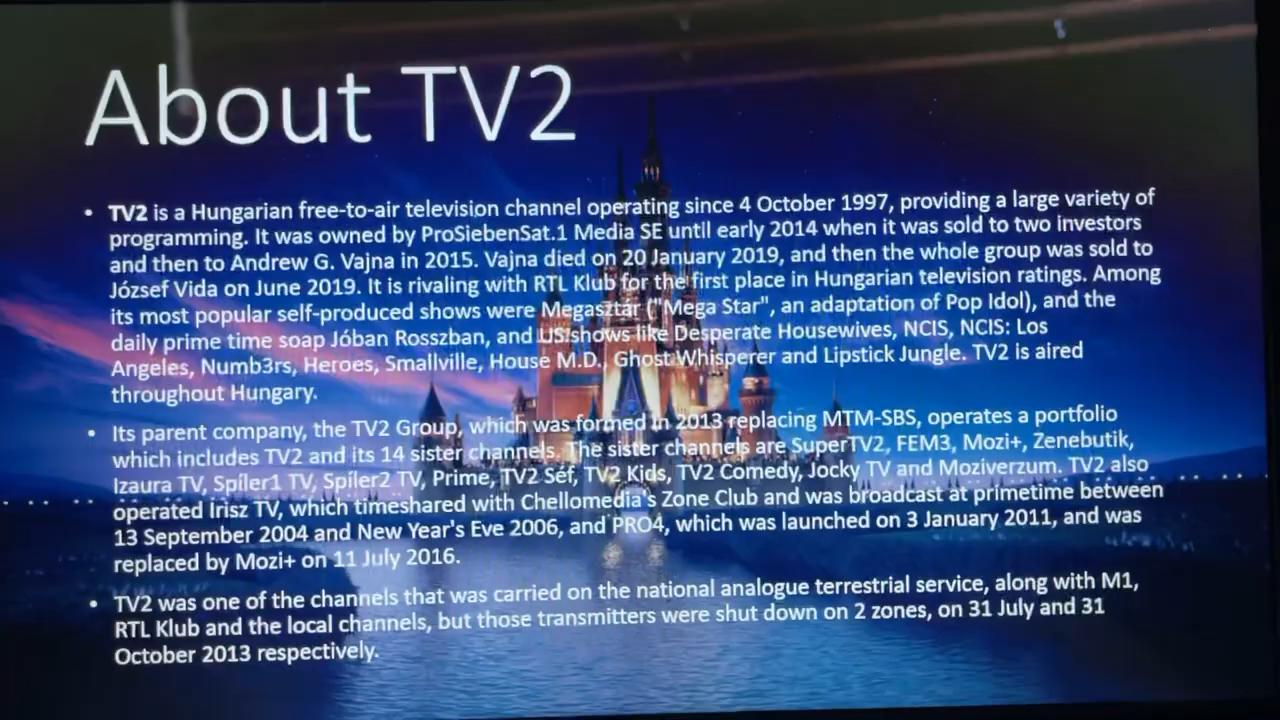 About TV2
• TV2 is a Hungarian free-to-air television channel operating since 4 October 1997, providing a large variety of
programming. It was owned by ProSiebenSat.1 Media SE until early 2014 when it was sold to two investors
and then to Andrew G. Vajna in 2015. Vajna died on 20 January 2019, and then the whole group was sold to
József Vida on June 2019. It is rivaling with RTL Klub for the first place in Hungarian television ratings. Among
its most popular self-produced shows were Megasztár ("Mega Star", an adaptation of Pop Idol), and the
daily prime time soap Jóban Rosszban, and US shows like Desperate Housewives, NCIS, NCIS: Los
Angeles, Numb3rs, Heroes, Smallville, House M.D., Ghost Whisperer and Lipstick Jungle. TV2 is aired
throughout Hungary.
• Its parent company, the TV2 Group, which was formed in 2013 replacing MTM-SBS, operates a portfolio
which includes TV2 and its 14 sister channels. The sister channels are SuperTV2, FEM3, Mozi+, Zenebutik,
Izaura TV, Spíler1 TV, Spíler2 TV, Prime, TV2 Séf, TV2 Kids, TV2 Comedy, Jocky TV and Moziverzum. TV2 also
operated Írisz TV, which timeshared with Chellomedia's Zone Club and was broadcast at primetime between
13 September 2004 and New Year's Eve 2006, and PRO4, which was launched on 3 January 2011, and was
replaced by Mozi+ on 11 July 2016.
• TV2 was one of the channels that was carried on the national analogue terrestrial service, along with M1,
RTL Klub and the local channels, but those transmitters were shut down on 2 zones, on 31 July and 31
October 2013 respectively.